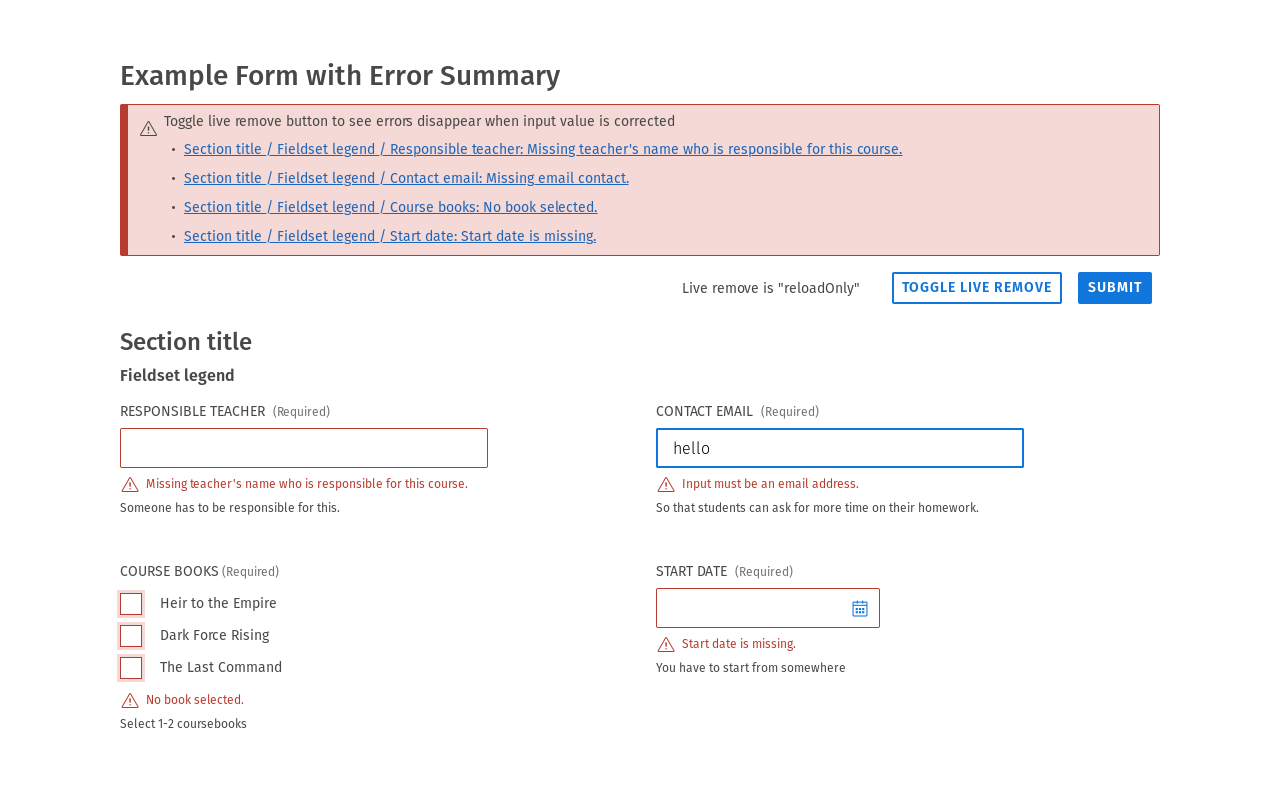 Example Form with Error Summary
Toggle live remove button to see errors disappear when input value is corrected
• Section title / Fieldset legend / Responsible teacher: Missing teacher's name who is responsible for this course.
• Section title / Fieldset legend / Contact email: Missing email contact.
• Section title / Fieldset legend / Course books: No book selected.
• Section title / Fieldset legend / Start date: Start date is missing.
Live remove is "reloadOnly" TOGGLE LIVE REMOVE SUBMIT
Section title
Fieldset legend
RESPONSIBLE TEACHER (Required)
Missing teacher's name who is responsible for this course.
Someone has to be responsible for this.
CONTACT EMAIL (Required)
hello
Input must be an email address.
So that students can ask for more time on their homework.
COURSE BOOKS (Required)
Heir to the Empire
Dark Force Rising
The Last Command
No book selected.
Select 1-2 coursebooks
START DATE (Required)
Start date is missing.
You have to start from somewhere